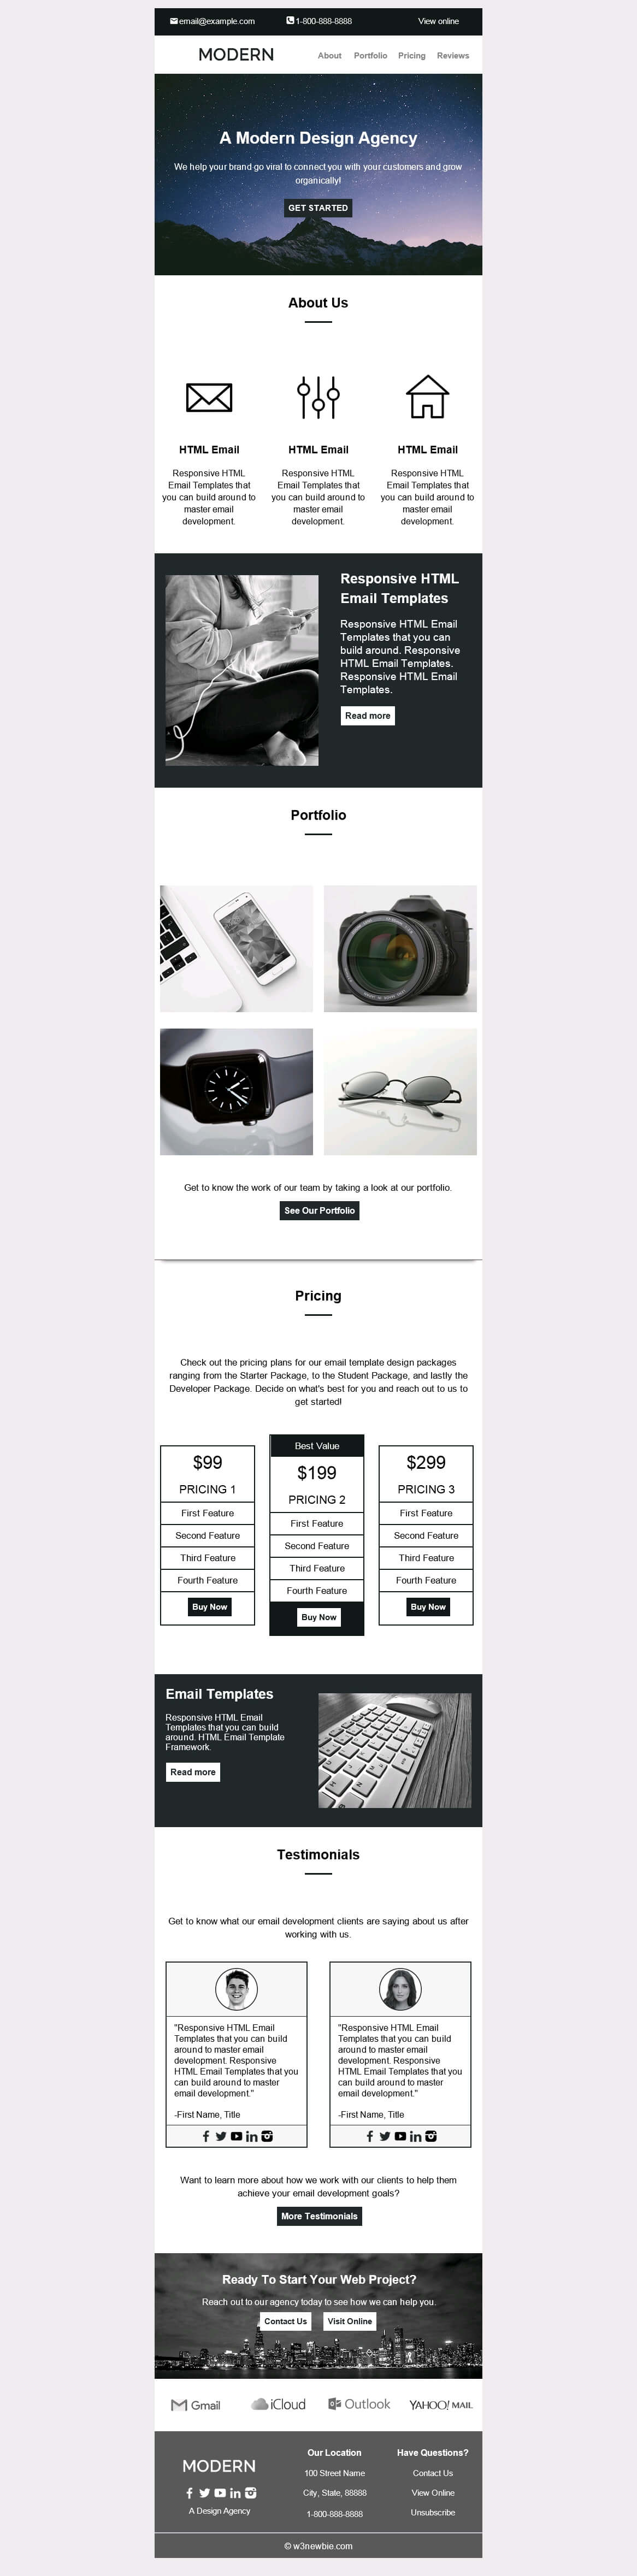 email@example.com 1-800-888-8888 View online
MODERN About Portfolio Pricing Reviews
A Modern Design Agency
We help your brand go viral to connect you with your customers and grow
organically!
GET STARTED
About Us
HTML Email
Responsive HTML
Email Templates that
you can build around to
master email
development.
HTML Email
Responsive HTML
Email Templates that
you can build around to
master email
development.
HTML Email
Responsive HTML
Email Templates that
you can build around to
master email
development.
Responsive HTML
Email Templates
Responsive HTML Email
Templates that you can
build around. Responsive
HTML Email Templates.
Responsive HTML Email
Templates.
Read more
Portfolio
Get to know the work of our team by taking a look at our portfolio.
See Our Portfolio
Pricing
Check out the pricing plans for our email template design packages
ranging from the Starter Package, to the Student Package, and lastly the
Developer Package. Decide on what's best for you and reach out to us to
get started!
$99
PRICING 1
First Feature
Second Feature
Third Feature
Fourth Feature
Buy Now
Best Value
$199
PRICING 2
First Feature
Second Feature
Third Feature
Fourth Feature
Buy Now
$299
PRICING 3
First Feature
Second Feature
Third Feature
Fourth Feature
Buy Now
Email Templates
Responsive HTML Email
Templates that you can build
around. HTML Email Template
Framework.
Read more
Testimonials
Get to know what our email development clients are saying about us after
working with us.
"Responsive HTML Email
Templates that you can build
around to master email
development. Responsive
HTML Email Templates that you
can build around to master
email development."
-First Name, Title
"Responsive HTML Email
Templates that you can build
around to master email
development. Responsive
HTML Email Templates that you
can build around to master
email development."
-First Name, Title
Want to learn more about how we work with our clients to help them
achieve your email development goals?
More Testimonials
Ready To Start Your Web Project?
Reach out to our agency today to see how we can help you.
Contact Us Visit Online
Gmail iCloud Outlook YAHOO! MAIL
MODERN
A Design Agency
Our Location
100 Street Name
City, State, 88888
1-800-888-8888
Have Questions?
Contact Us
View Online
Unsubscribe
© w3newbie.com